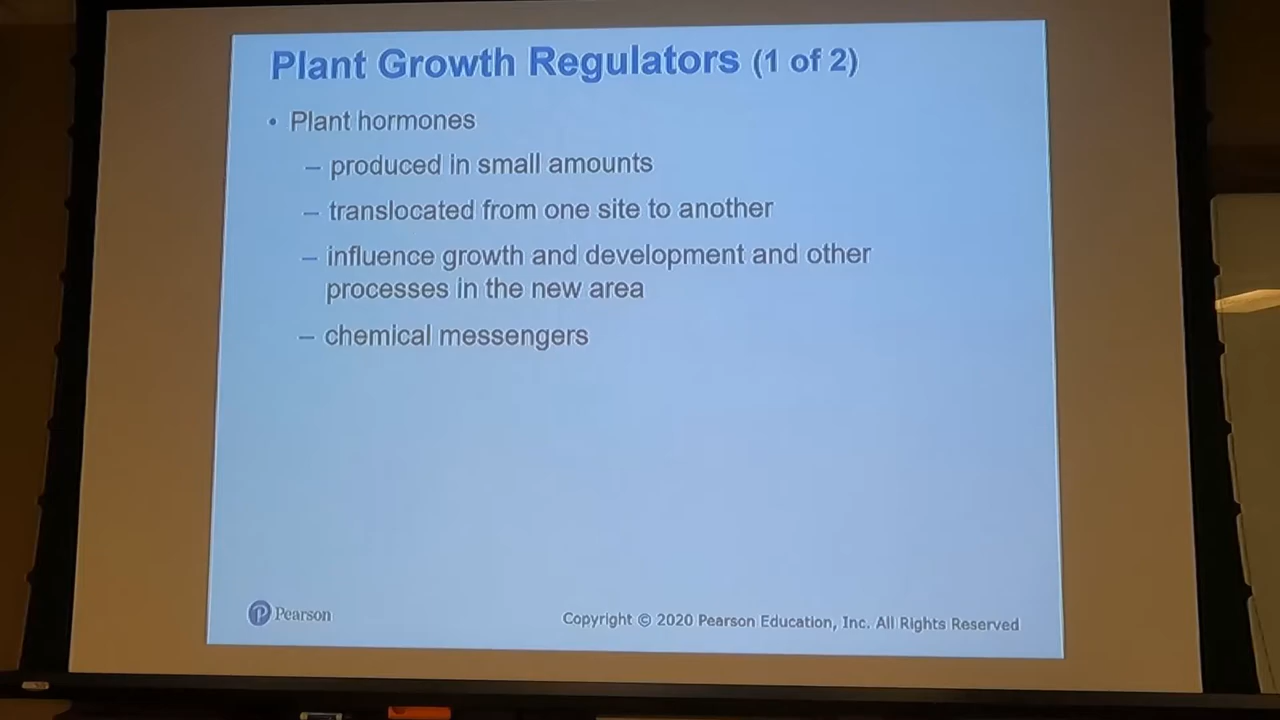 Plant Growth Regulators (1 of 2)
• Plant hormones
– produced in small amounts
– translocated from one site to another
– influence growth and development and other
processes in the new area
– chemical messengers
Pearson
Copyright © 2020 Pearson Education, Inc. All Rights Reserved